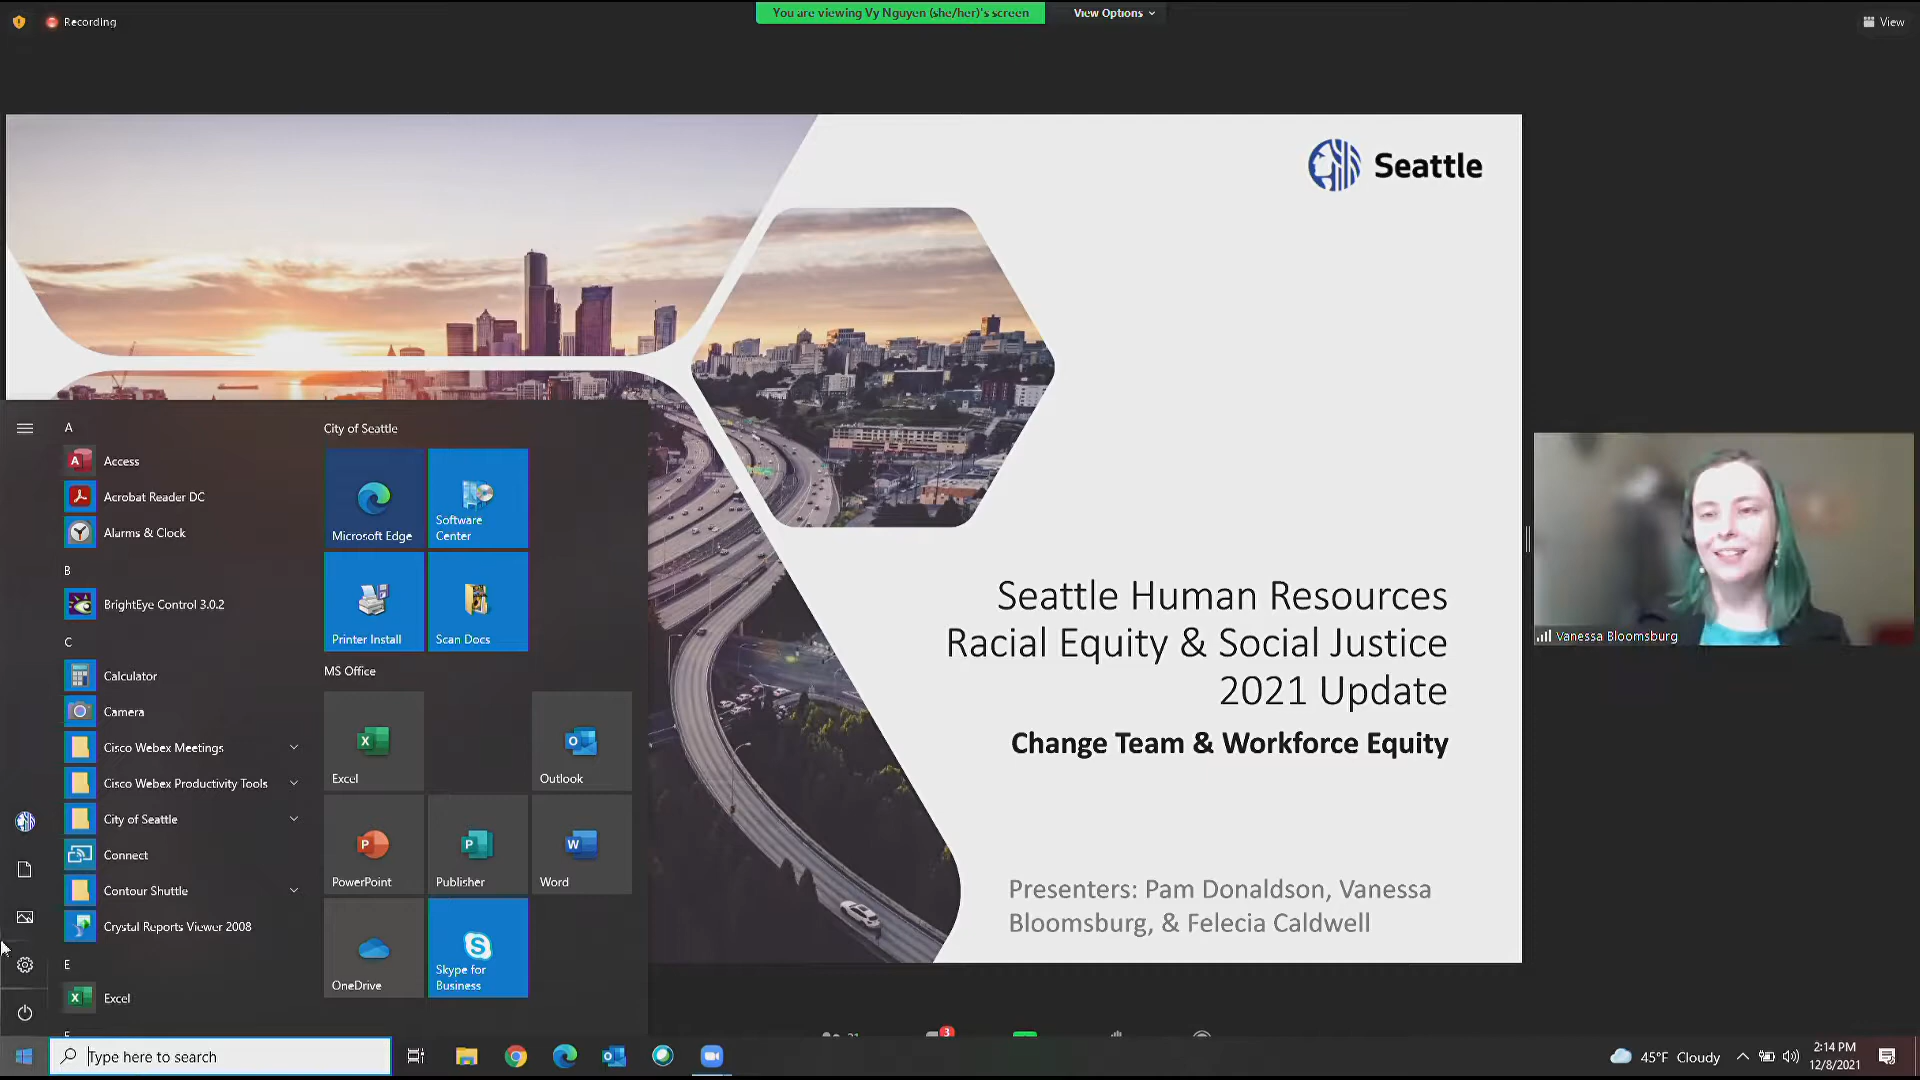 Recording
You are viewing Vy Nguyen (she/her)'s screen
View Options
View
Seattle
Seattle Human Resources
Racial Equity & Social Justice
2021 Update
Change Team & Workforce Equity
Presenters: Pam Donaldson, Vanessa
Bloomsburg, & Felecia Caldwell
Vanessa Bloomsburg
A
Access
Acrobat Reader DC
Alarms & Clock
B
BrightEye Control 3.0.2
C
Calculator
Camera
Cisco Webex Meetings
Cisco Webex Productivity Tools
City of Seattle
Connect
Contour Shuttle
Crystal Reports Viewer 2008
E
Excel
City of Seattle
Microsoft Edge
Software
Center
Printer Install
Scan Docs
MS Office
Excel
Outlook
PowerPoint
Publisher
Word
OneDrive
Skype for
Business
3
Type here to search
45°F Cloudy
2:14 PM
12/8/2021